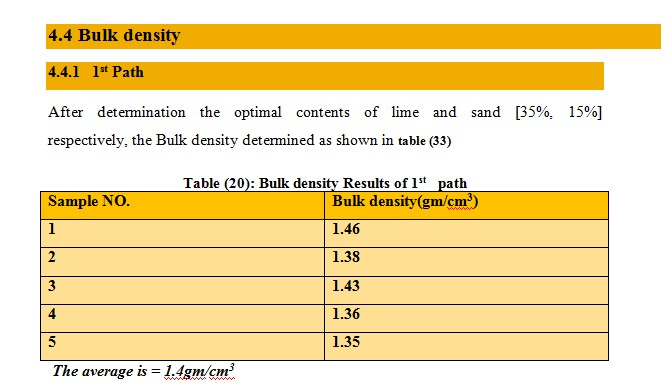 4.4 Bulk density
4.4.1 1st Path
After determination the optimal contents of lime and sand [35%, 15%]
respectively, the Bulk density determined as shown in table (33)
Table (20): Bulk density Results of 1st path
Sample NO. Bulk density(gm/cm³)
1 1.46
2 1.38
3 1.43
4 1.36
5 1.35
The average is = 1.4gm/cm³